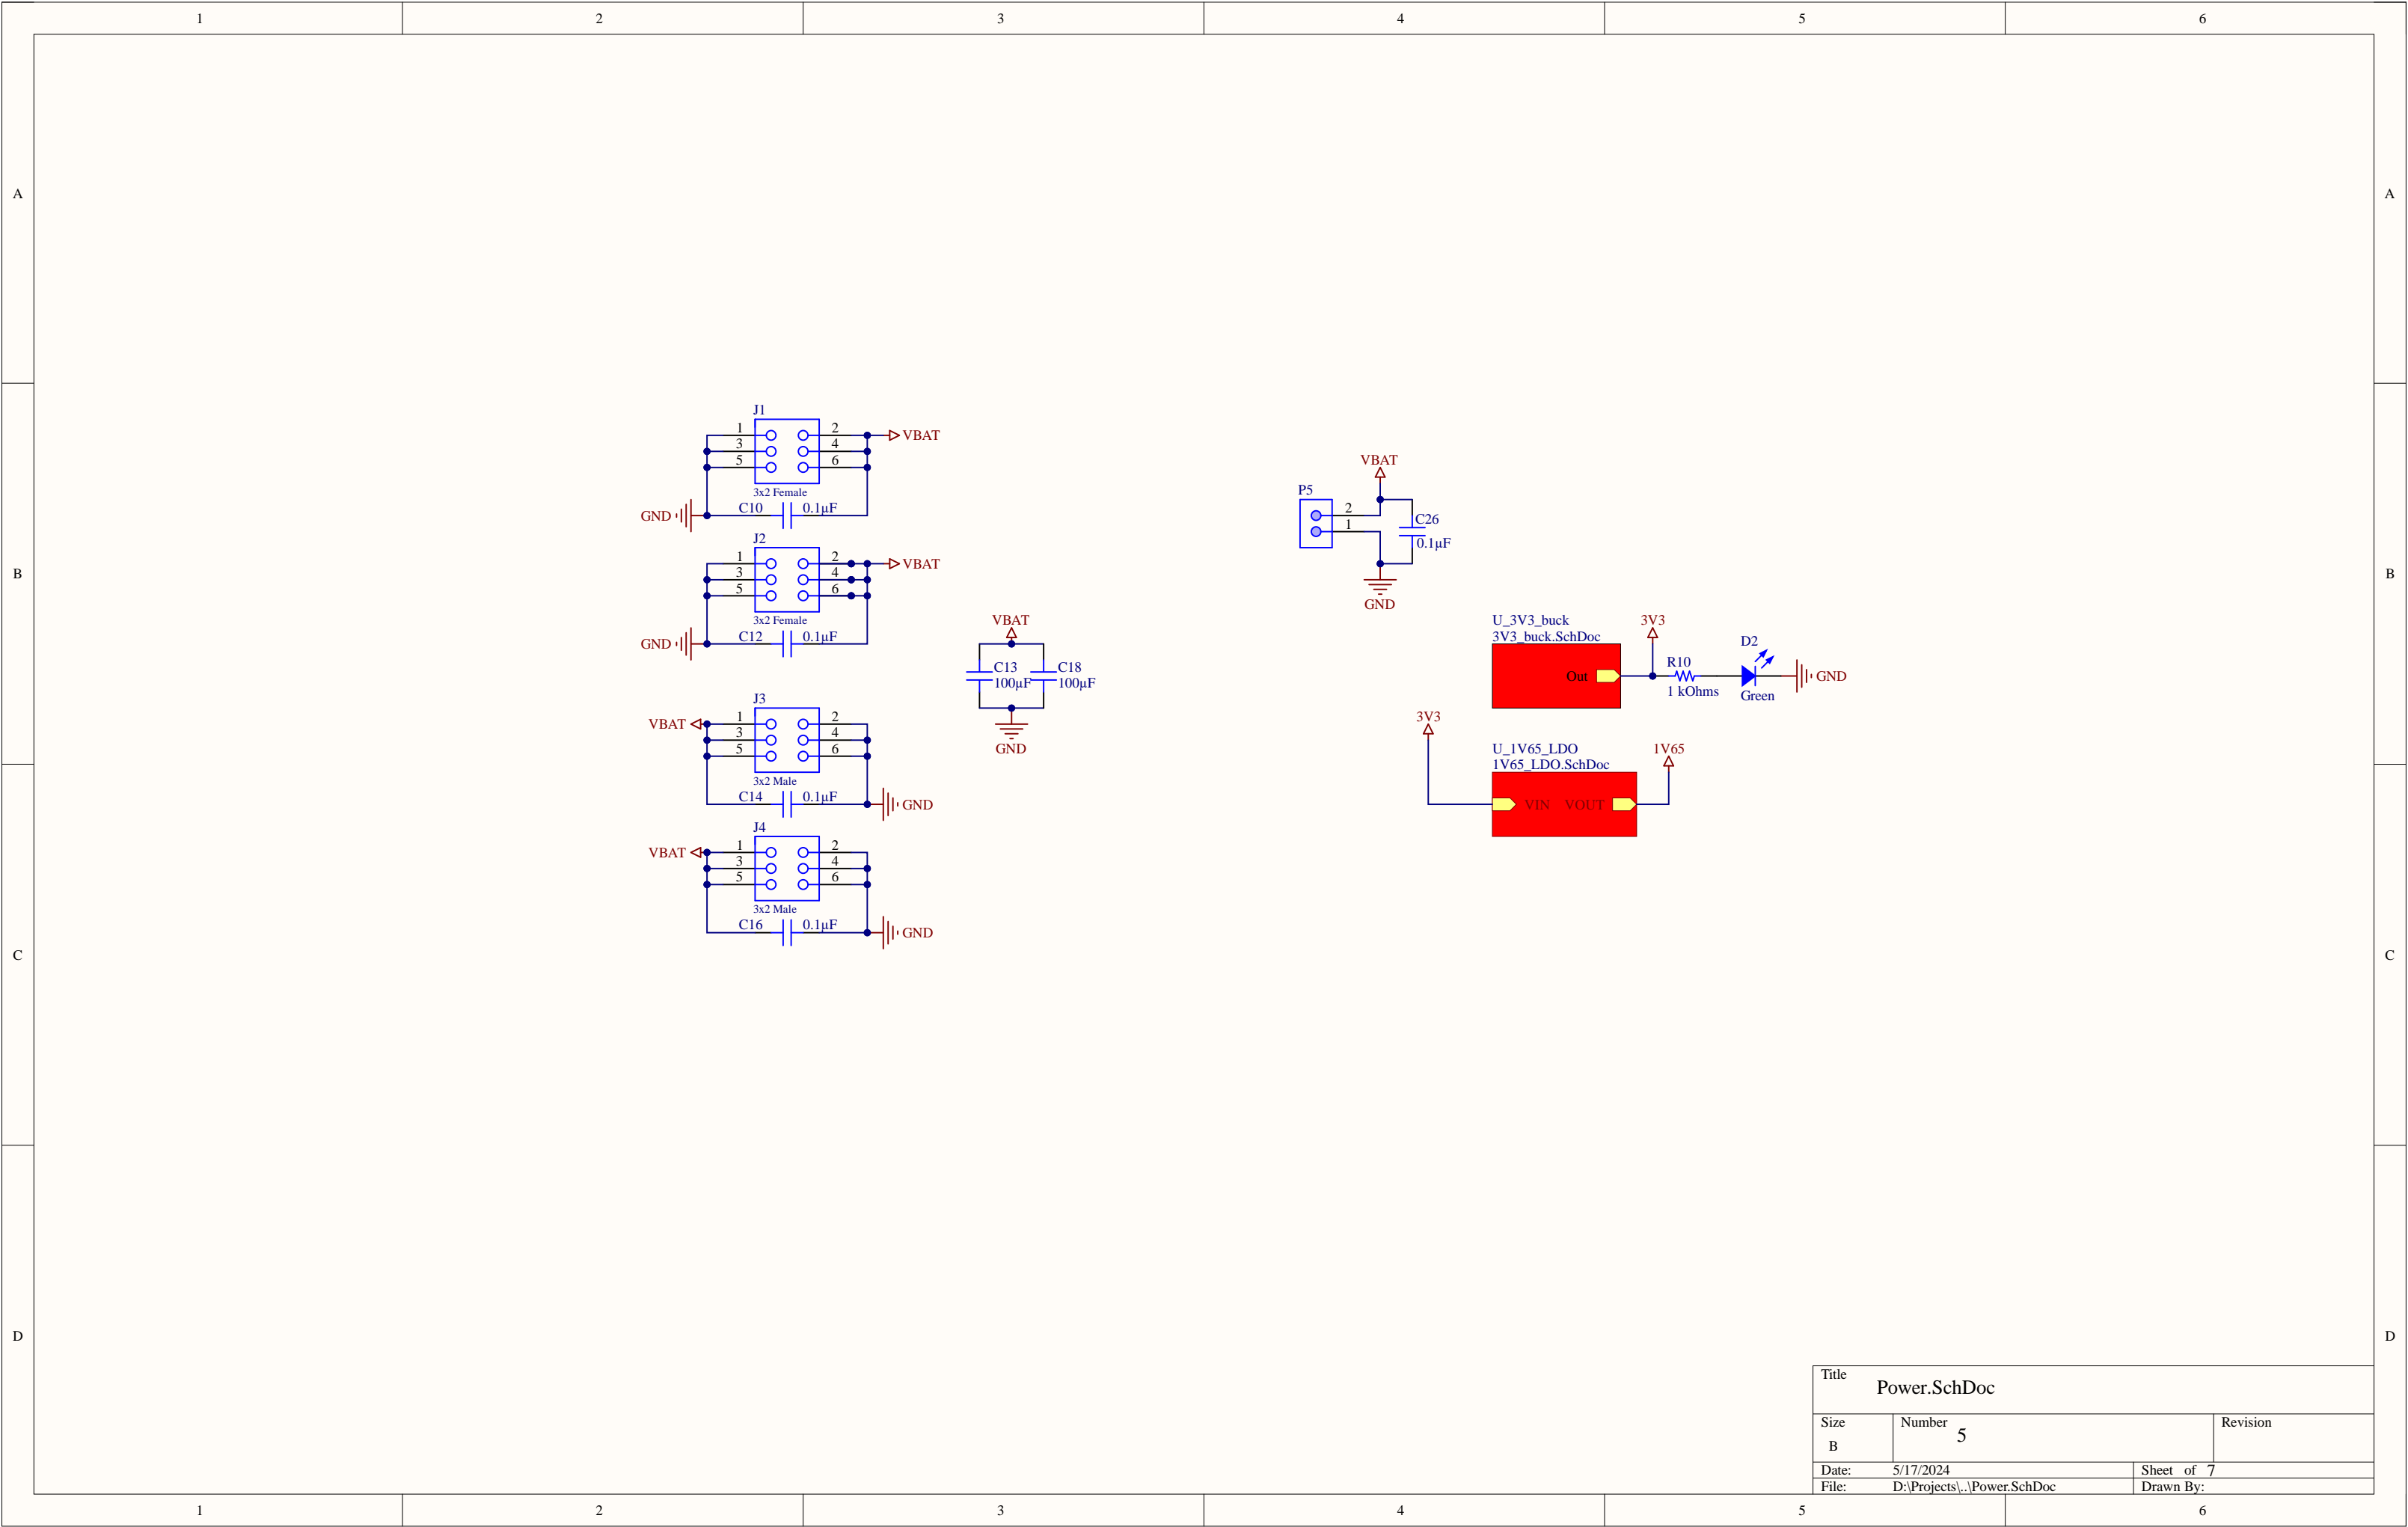 1 2 3 4 5 6
A A
J1
1 2 VBAT
3 4
5 6
3x2 Female
GND C10 0.1µF
J2
1 2 VBAT
3 4
5 6
3x2 Female
GND C12 0.1µF
J3
VBAT 1 2
3 4
5 6
3x2 Male
C14 0.1µF GND
J4
VBAT 1 2
3 4
5 6
3x2 Male
C16 0.1µF GND
VBAT
C13 C18
100µF 100µF
GND
VBAT
P5
2
1
C26
0.1µF
GND
B B
U_3V3_buck
3V3_buck.SchDoc
Out
3V3
R10
1 kOhms
D2
Green
GND
3V3
U_1V65_LDO
1V65_LDO.SchDoc
VIN VOUT
1V65
C C
D D
Title
Power.SchDoc
Size Number Revision
B 5
Date: 5/17/2024 Sheet of 7
File: D:\Projects\..\Power.SchDoc Drawn By:
1 2 3 4 5 6